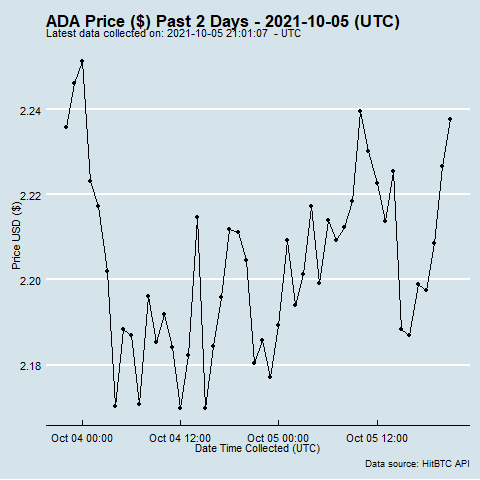 ADA Price ($) Past 2 Days - 2021-10-05 (UTC)
Latest data collected on: 2021-10-05 21:01:07 - UTC
2.24
2.22
2.20
2.18
Price USD ($)
Oct 04 00:00 Oct 04 12:00 Oct 05 00:00 Oct 05 12:00
Date Time Collected (UTC)
Data source: HitBTC API